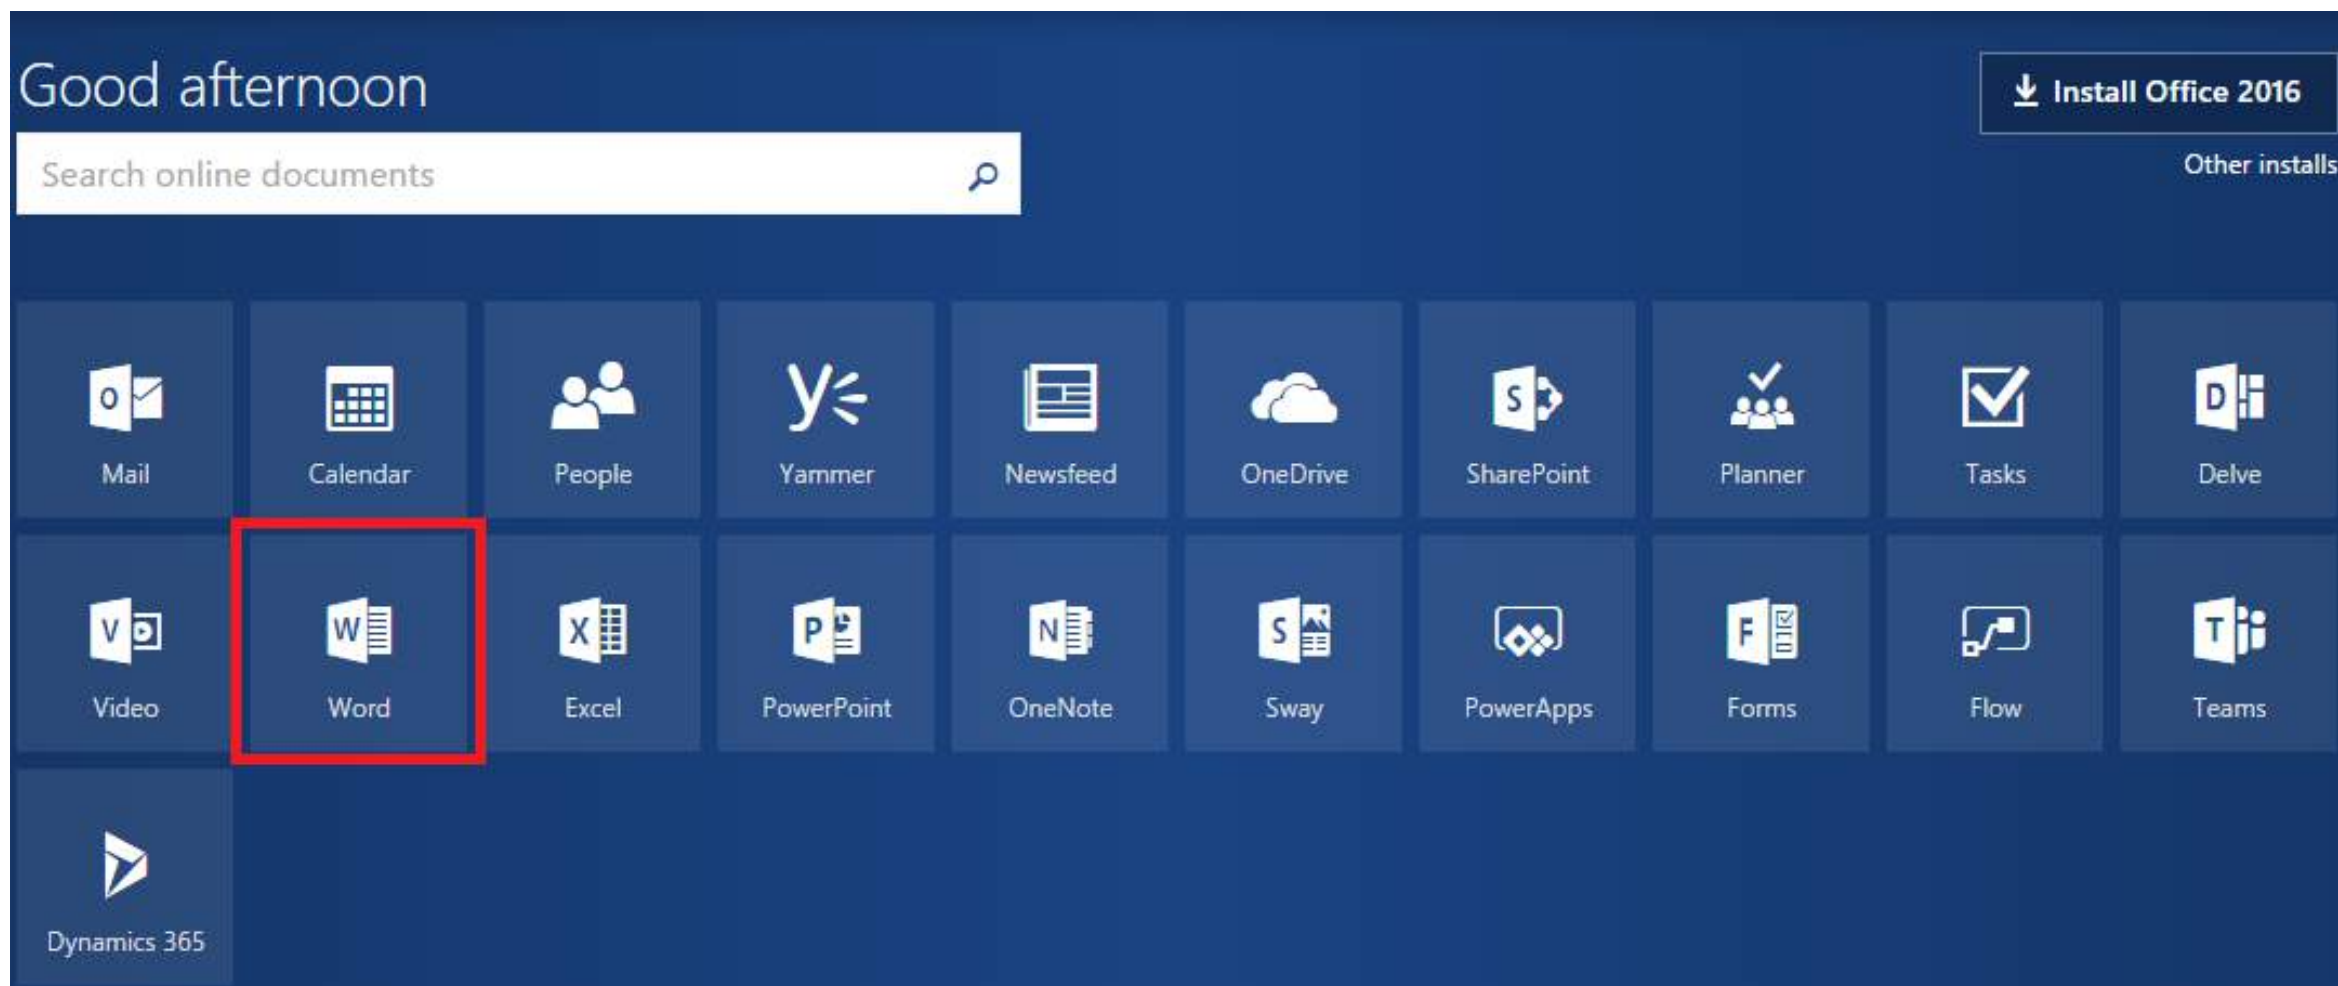 Good afternoon
Install Office 2016
Search online documents
Other installs
Mail Calendar People Yammer Newsfeed OneDrive SharePoint Planner Tasks Delve
Video Word Excel PowerPoint OneNote Sway PowerApps Forms Flow Teams
Dynamics 365